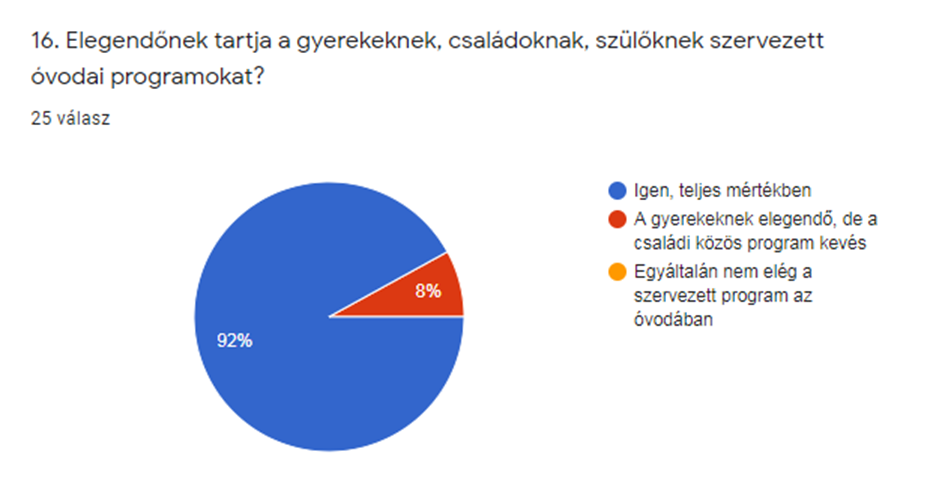 16. Elegendőnek tartja a gyerekeknek, családoknak, szülőknek szervezett
óvodai programokat?
25 válasz
92%
8%
Igen, teljes mértékben
A gyerekeknek elegendő, de a
családi közös program kevés
Egyáltalán nem elég a
szervezett program az
óvodában